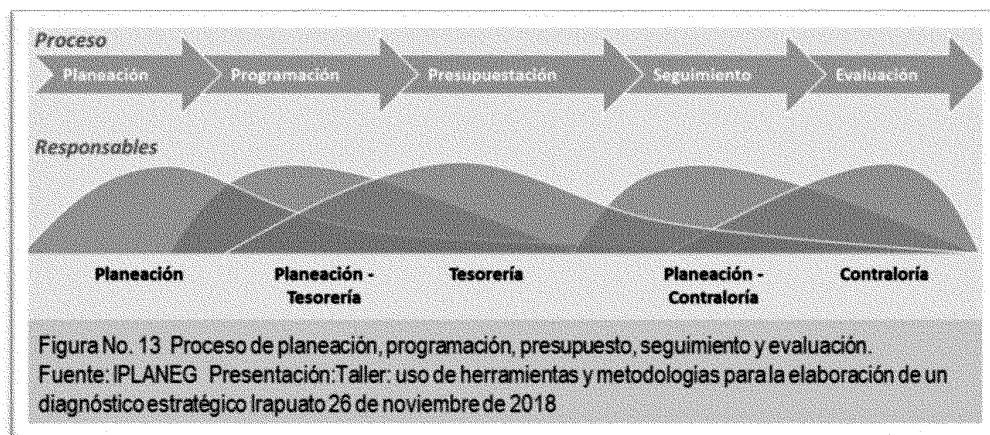 Proceso
Planeación Programación Presupuestación Seguimiento Evaluación
Responsables
Planeación Planeación - Tesorería Planeación - Contraloría
Tesorería Contraloría
Figura No. 13 Proceso de planeación, programación, presupuesto, seguimiento y evaluación.
Fuente: IPLANEG Presentación:Taller: uso de herramientas y metodologías para la elaboración de un
diagnóstico estratégico Irapuato 26 de noviembre de 2018